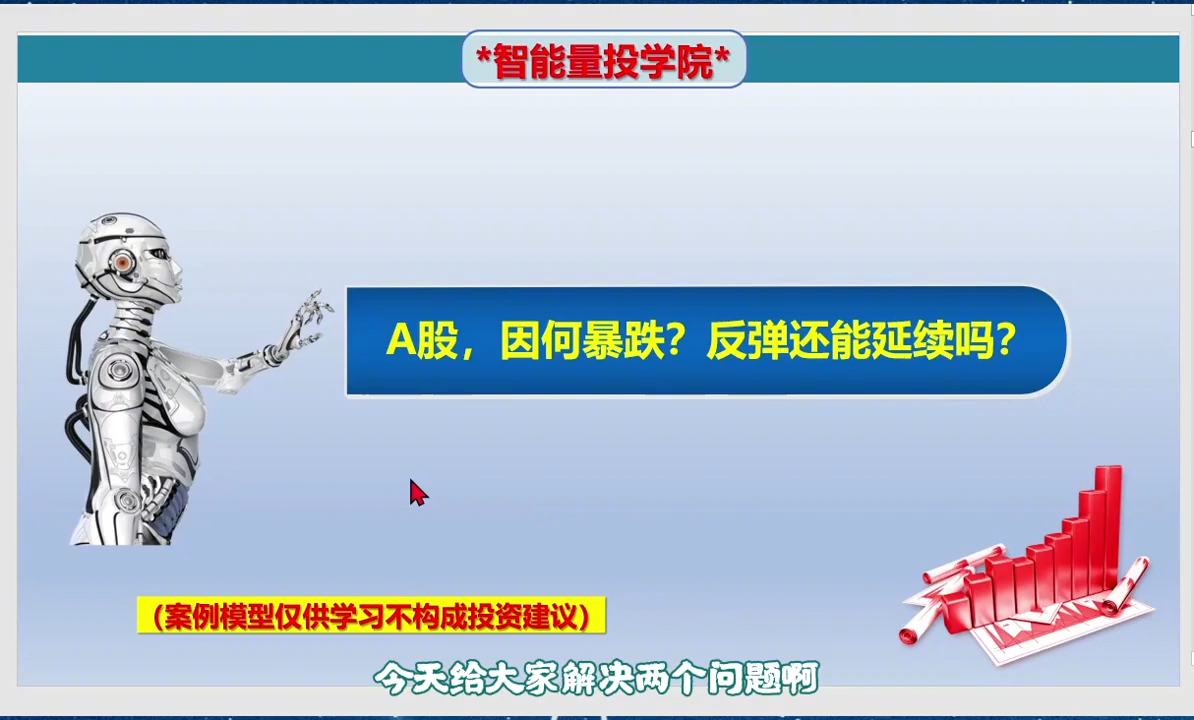 *智能量投学院*
A股，因何暴跌？反弹还能延续吗？
（案例模型仅供学习不构成投资建议）
今天给大家解决两个问题啊